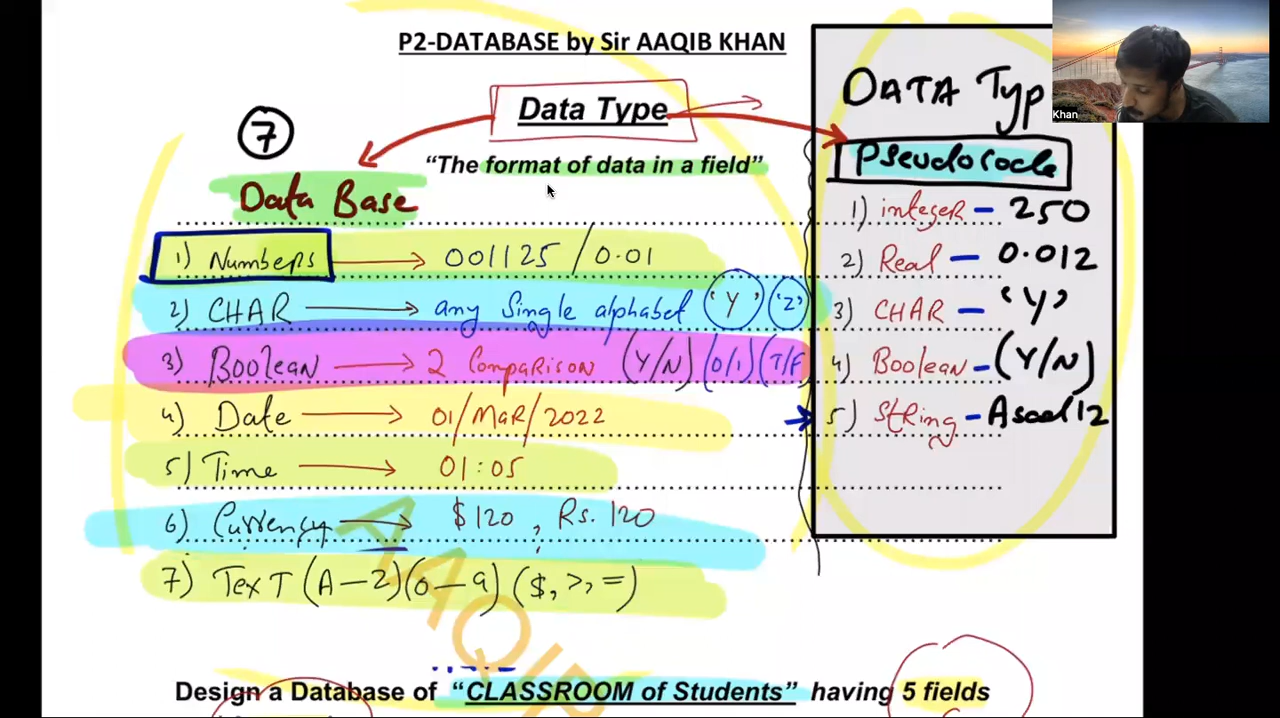 P2-DATABASE by Sir AAQIB KHAN
Data Type
7
"The format of data in a field"
Data Base
1) Numbers → 001125 / 0.01
2) CHAR → any Single alphabet 'Y' 'Z'
3) Boolean → 2 Comparison (Y/N) (0/1) (T/F
4) Date → 01/MAR/2022
5) Time → 01:05
6) Currency → $120 , Rs. 120
7) TexT (A-Z) (0-9) ($, >, =)
DATA Typ
Pseudocode
1) integer - 250
2) Real - 0.012
3) CHAR - 'Y'
4) Boolean - (Y/N)
5) String - Asad12
Khan
AAQIB
Design a Database of "CLASSROOM of Students" having 5 fields